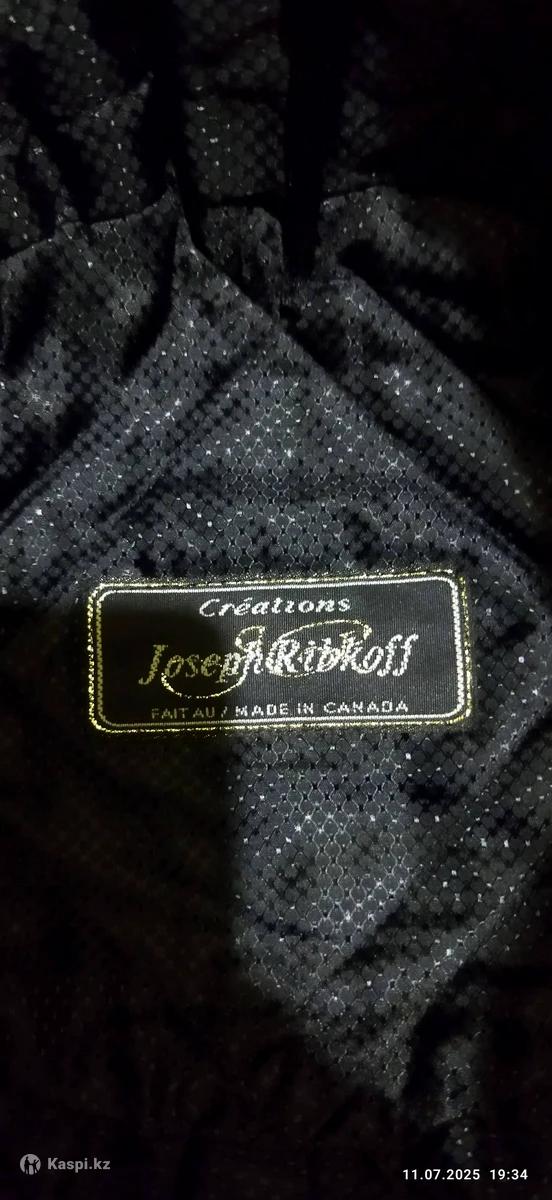 Créations
Joseph Ribkoff
FAIT AU / MADE IN CANADA
Kaspi.kz
11.07.2025 19:34